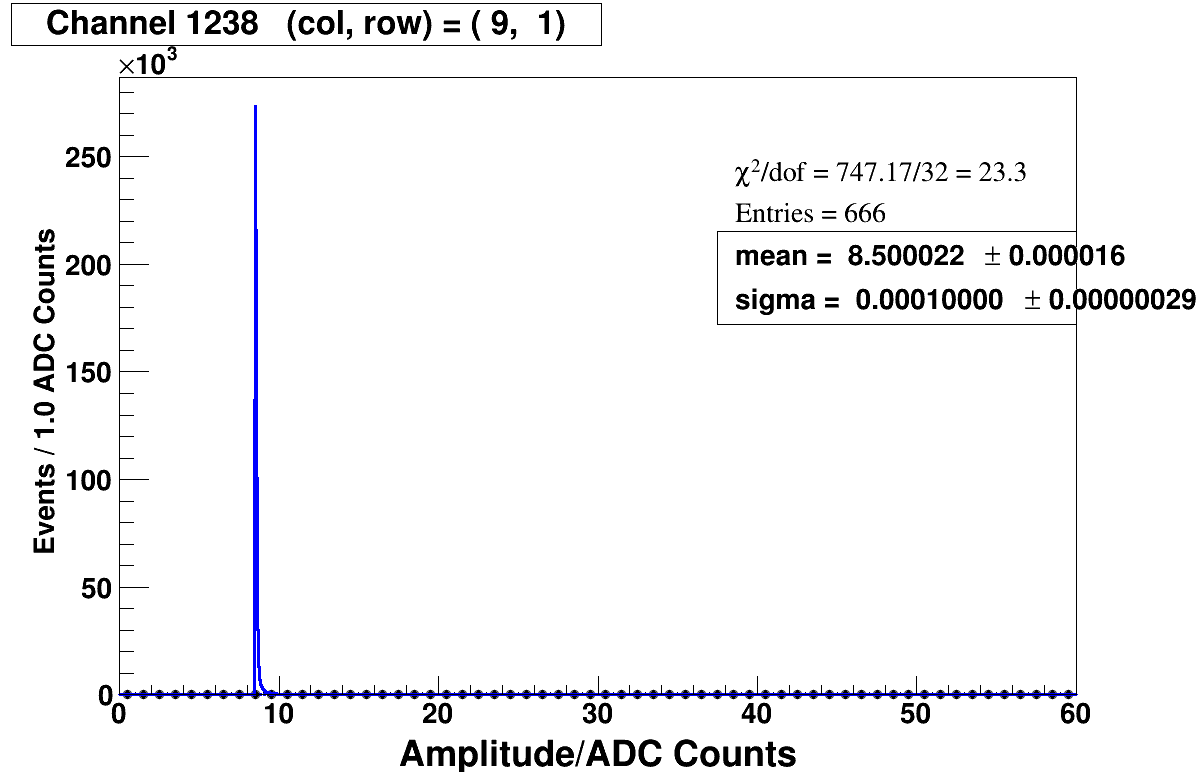 Channel 1238 (col, row) = ( 9, 1)
×10³
250
200
150
100
50
0
Events / 1.0 ADC Counts
χ²/dof = 747.17/32 = 23.3
Entries = 666
mean = 8.500022 ± 0.000016
sigma = 0.00010000 ± 0.00000029
0 10 20 30 40 50 60
Amplitude/ADC Counts